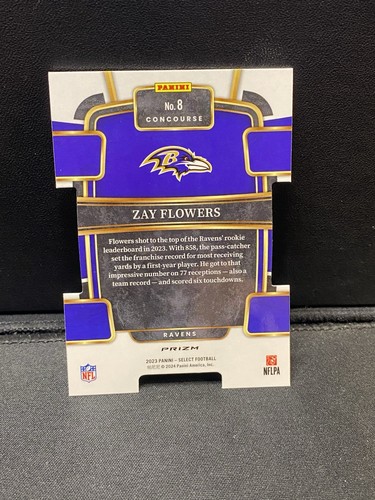 PANINI
No. 8
CONCOURSE
B
ZAY FLOWERS
Flowers shot to the top of the Ravens' rookie
leaderboard in 2023. With 858, the pass-catcher
set the franchise record for most receiving
yards by a first-year player. He got to that
impressive number on 77 receptions — also a
team record — and scored six touchdowns.
RAVENS
PRIZM
2023 PANINI – SELECT FOOTBALL
© 2024 Panini America, Inc.
NFL
NFLPA